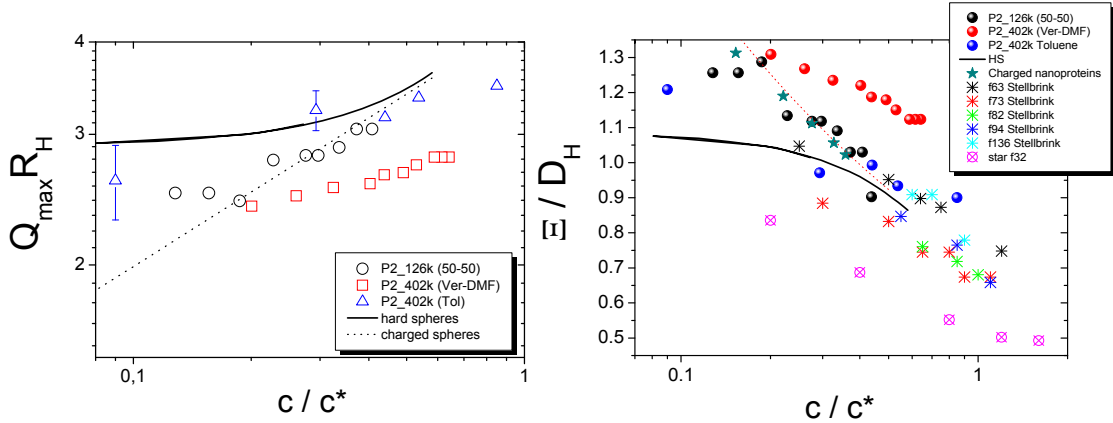 4
3
2
0,1
1
Q_max R_H
c / c*
P2_126k (50-50)
P2_402k (Ver-DMF)
P2_402k (Tol)
hard spheres
charged spheres
1.3
1.2
1.1
1.0
0.9
0.8
0.7
0.6
0.5
0.1
1
Ξ / D_H
c / c*
P2_126k (50-50)
P2_402k (Ver-DMF)
P2_402k Toluene
HS
Charged nanoproteins
f63 Stellbrink
f73 Stellbrink
f82 Stellbrink
f94 Stellbrink
f136 Stellbrink
star f32